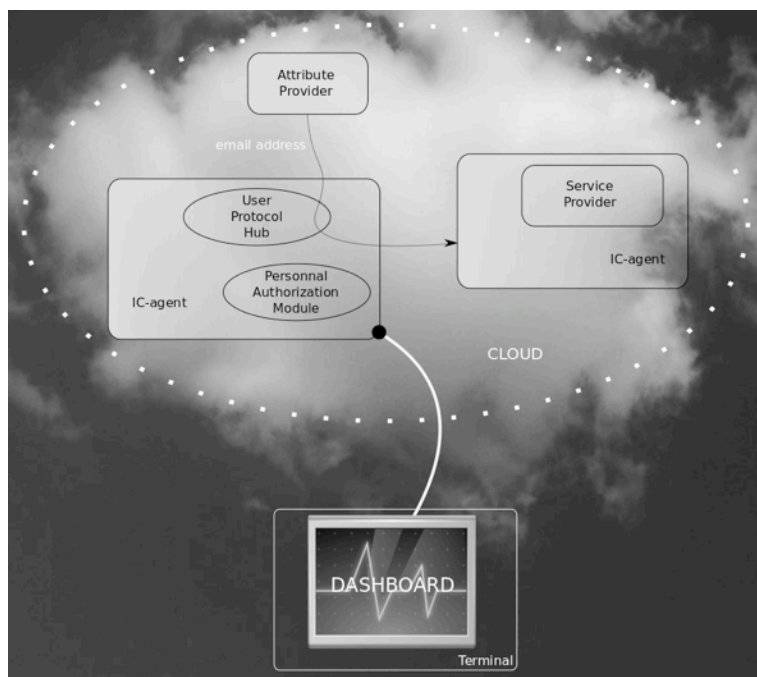 Attribute
Provider
email address
User
Protocol
Hub
Service
Provider
IC-agent
Personnal
Authorization
Module
IC-agent
CLOUD
DASHBOARD
Terminal